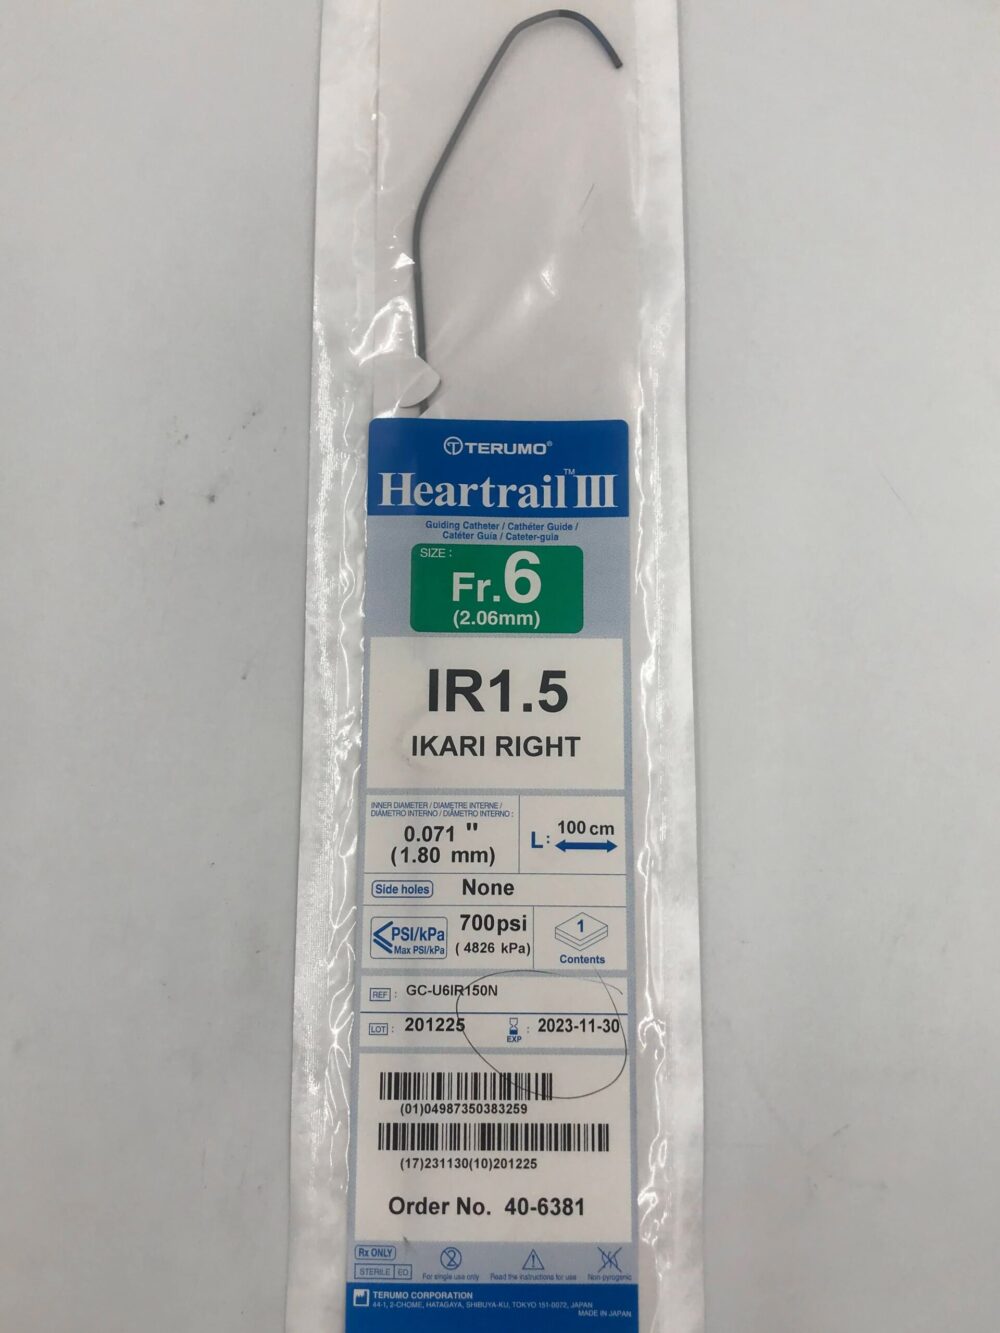 TERUMO®
Heartrail™III
Guiding Catheter / Cathéter Guide /
Catéter Guía / Cateter-guia
SIZE :
Fr.6
(2.06mm)
IR1.5
IKARI RIGHT
INNER DIAMETER / DIAMETRE INTERNE /
DIÁMETRO INTERNO / DIÂMETRO INTERNO :
0.071 "
(1.80 mm)
L: 100 cm
Side holes None
PSI/kPa
Max PSI/kPa
700psi
( 4826 kPa)
1
Contents
REF : GC-U6IR150N
LOT : 201225 EXP : 2023-11-30
(01)04987350383259
(17)231130(10)201225
Order No. 40-6381
Rx ONLY
STERILE EO
2
For single use only
Read the instructions for use
Non-pyrogenic
TERUMO CORPORATION
44-1, 2-CHOME, HATAGAYA, SHIBUYA-KU, TOKYO 151-0072, JAPAN
MADE IN JAPAN